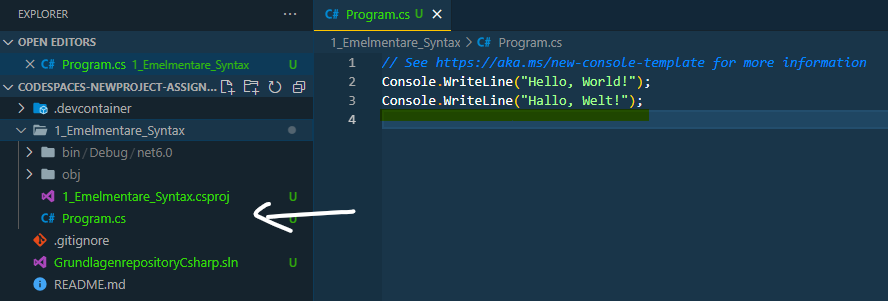 EXPLORER
OPEN EDITORS
Program.cs 1_Emelmentare_Syntax U
CODESPACES-NEWPROJECT-ASSIGN...
.devcontainer
1_Emelmentare_Syntax
bin/Debug/net6.0
obj
1_Emelmentare_Syntax.csproj U
C# Program.cs U
.gitignore
GrundlagenrepositoryCsharp.sln U
README.md
C# Program.cs U
1_Emelmentare_Syntax > C# Program.cs
1 // See https://aka.ms/new-console-template for more information
2 Console.WriteLine("Hello, World!");
3 Console.WriteLine("Hallo, Welt!");
4